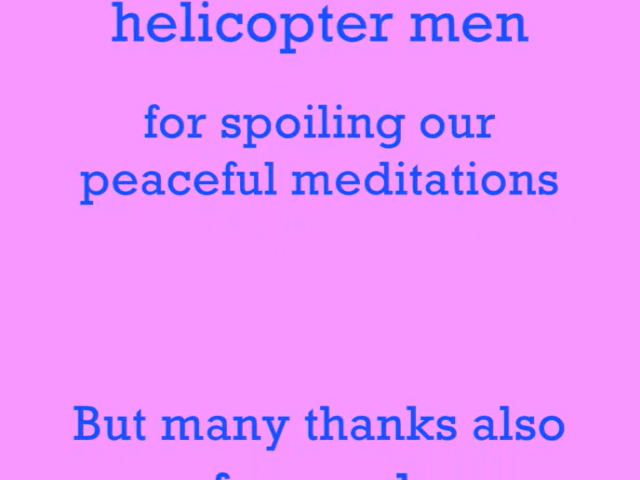 helicopter men
for spoiling our
peaceful meditations
But many thanks also